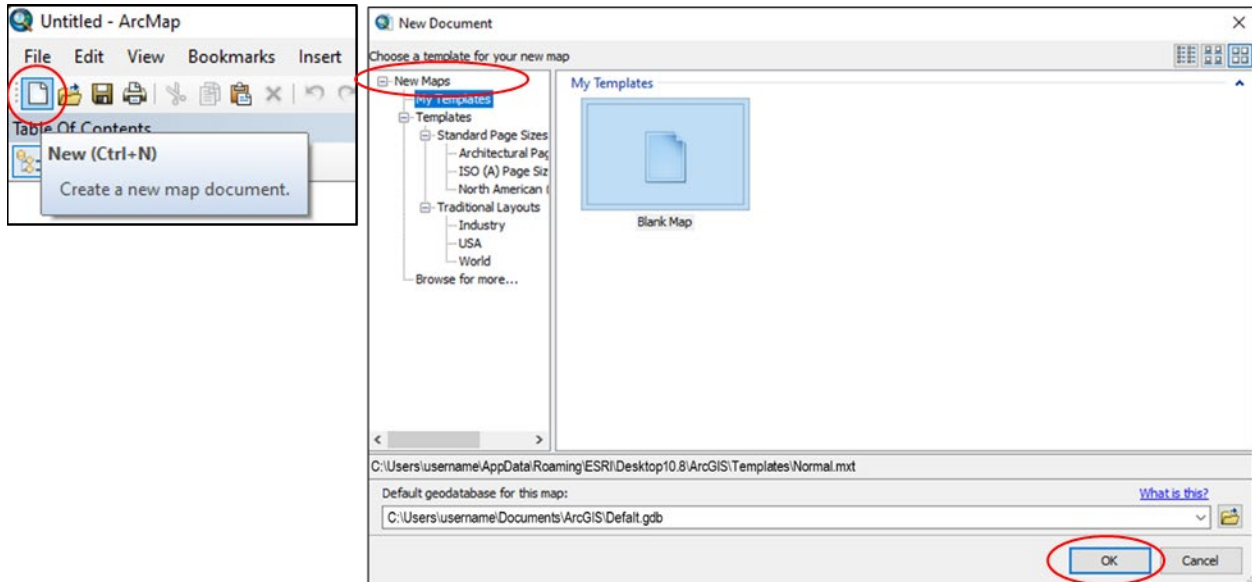 Untitled - ArcMap
File Edit View Bookmarks Insert
Table Of Contents
New (Ctrl+N)
Create a new map document.
New Document
Choose a template for your new map
New Maps
My Templates
Templates
Standard Page Sizes
Architectural Pag
ISO (A) Page Siz
North American (
Traditional Layouts
Industry
USA
World
Browse for more...
My Templates
Blank Map
C:\Users\username\AppData\Roaming\ESRI\Desktop10.8\ArcGIS\Templates\Normal.mxt
Default geodatabase for this map:
What is this?
C:\Users\username\Documents\ArcGIS\Defalt.gdb
OK Cancel